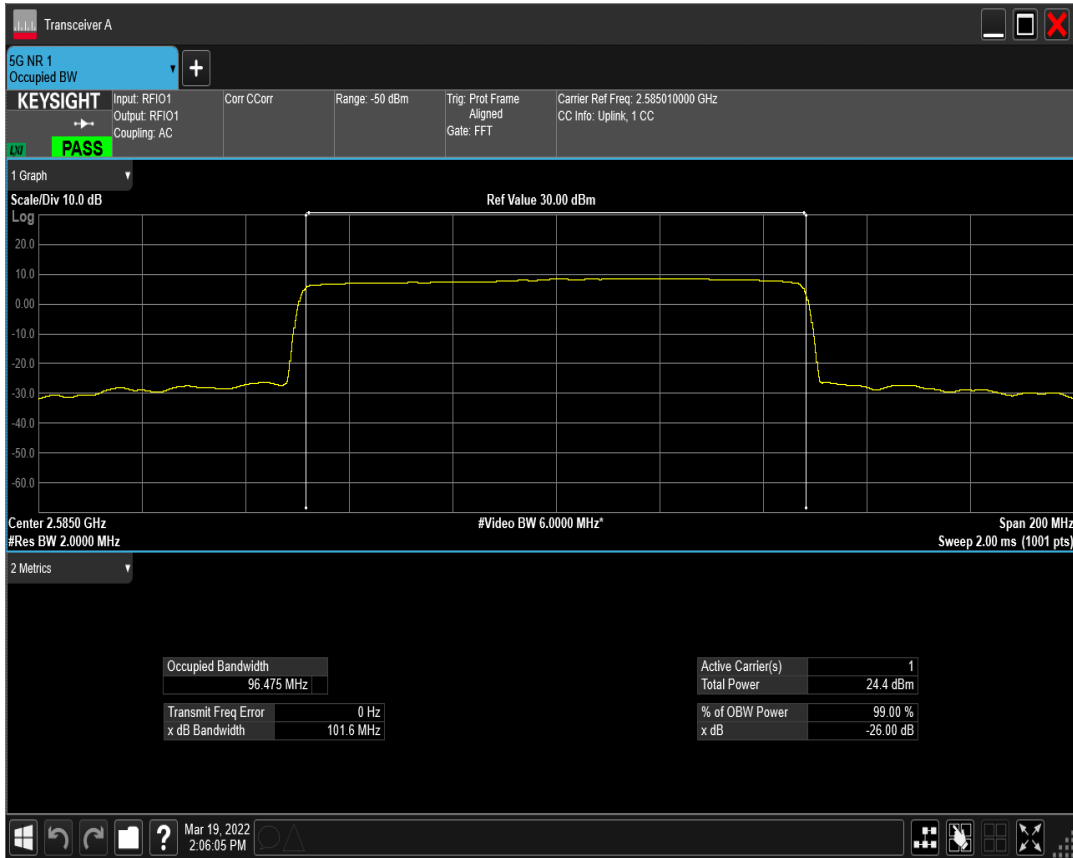 Transceiver A
5G NR 1
Occupied BW
KEYSIGHT
LXI
PASS
Input: RFIO1
Output: RFIO1
Coupling: AC
Corr CCorr
Range: -50 dBm
Trig: Prot Frame
Aligned
Gate: FFT
Carrier Ref Freq: 2.585010000 GHz
CC Info: Uplink, 1 CC
1 Graph
Scale/Div 10.0 dB
Ref Value 30.00 dBm
Log
20.0
10.0
0.00
-10.0
-20.0
-30.0
-40.0
-50.0
-60.0
Center 2.5850 GHz
#Video BW 6.0000 MHz*
Span 200 MHz
#Res BW 2.0000 MHz
Sweep 2.00 ms (1001 pts)
2 Metrics
Occupied Bandwidth
96.475 MHz
Transmit Freq Error 0 Hz
x dB Bandwidth 101.6 MHz
Active Carrier(s) 1
Total Power 24.4 dBm
% of OBW Power 99.00 %
x dB -26.00 dB
?
Mar 19, 2022
2:06:05 PM